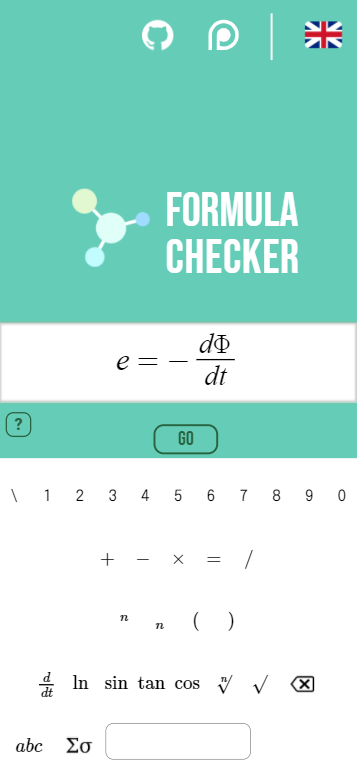 FORMULA
CHECKER
e = − dΦ/dt
?
GO
\ 1 2 3 4 5 6 7 8 9 0
+ − × = /
n n ( )
d/dt ln sin tan cos ⁿ√ √
abc Σσ